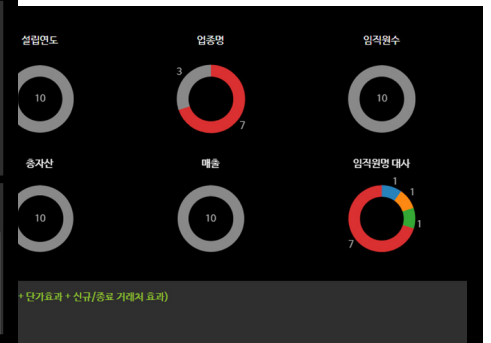 설립연도
업종명
임직원수
10
3
7
10
총자산
매출
임직원명 대사
10
10
1
1
1
7
+ 단가효과 + 신규/종료 거래처 효과)